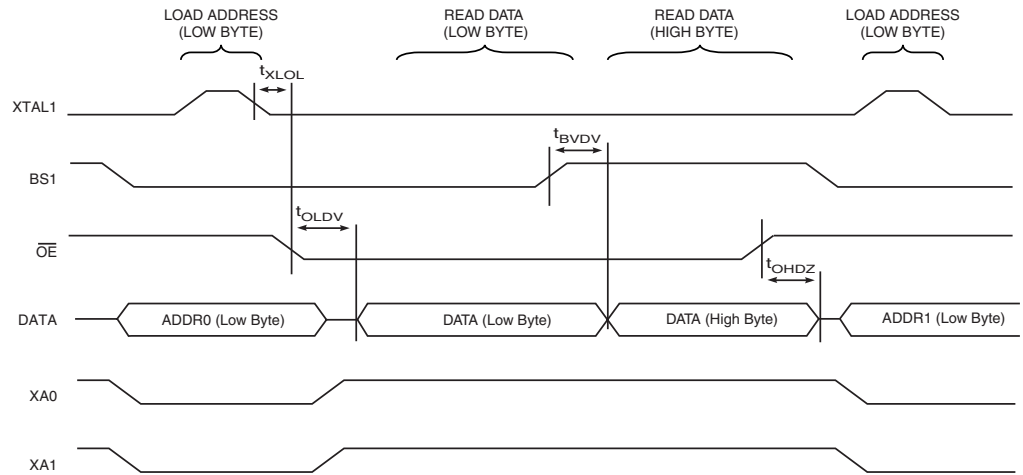 LOAD ADDRESS
(LOW BYTE)
READ DATA
(LOW BYTE)
READ DATA
(HIGH BYTE)
LOAD ADDRESS
(LOW BYTE)
tXLOL
XTAL1
tBVDV
BS1
tOLDV
OE
tOHDZ
DATA
ADDR0 (Low Byte)
DATA (Low Byte)
DATA (High Byte)
ADDR1 (Low Byte)
XA0
XA1